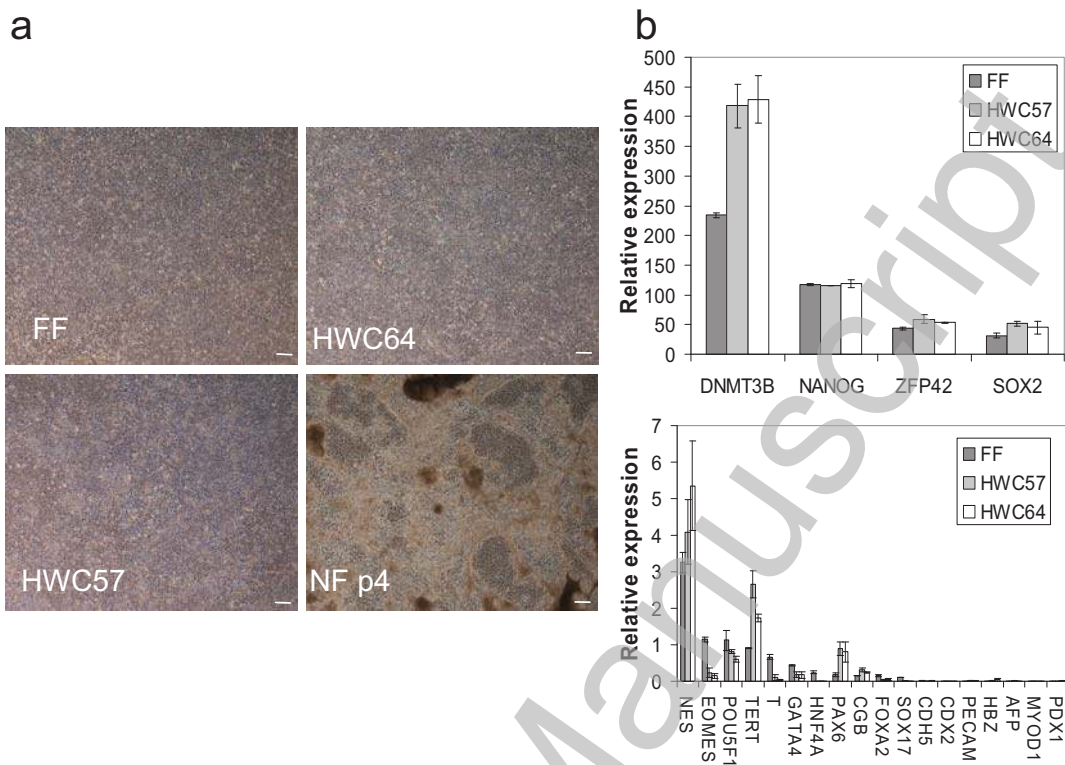 a
FF
HWC64
HWC57
NF p4
b
Relative expression
500
450
400
350
300
250
200
150
100
50
0
FF
HWC57
HWC64
DNMT3B
NANOG
ZFP42
SOX2
Relative expression
7
6
5
4
3
2
1
0
FF
HWC57
HWC64
NES
EOMES
POU5F1
TERT
T
GATA4
HNF4A
PAX6
CGB
FOXA2
SOX17
CDH5
CDX2
PECAM
HBZ
AFP
MYOD1
PDX1
Manuscript